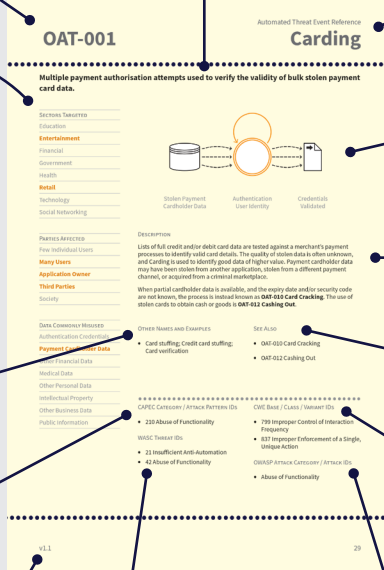 Automated Threat Event Reference
OAT-001
Carding
Multiple payment authorisation attempts used to verify the validity of bulk stolen payment
card data.
Sectors Targeted
Education
Entertainment
Financial
Government
Health
Retail
Technology
Social Networking
Parties Affected
Few Individual Users
Many Users
Application Owner
Third Parties
Society
Data Commonly Misused
Authentication Credentials
Payment Cardholder Data
Other Financial Data
Medical Data
Other Personal Data
Intellectual Property
Other Business Data
Public Information
Stolen Payment
Cardholder Data
Authentication
User Identity
Credentials
Validated
Description
Lists of full credit and/or debit card data are tested against a merchant's payment
processes to identify valid card details. The quality of stolen data is often unknown,
and Carding is used to identify good data of higher value. Payment cardholder data
may have been stolen from another application, stolen from a different payment
channel, or acquired from a criminal marketplace.
When partial cardholder data is available, and the expiry date and/or security code
are not known, the process is instead known as OAT-010 Card Cracking. The use of
stolen cards to obtain cash or goods is OAT-012 Cashing Out.
Other Names and Examples
• Card stuffing; Credit card stuffing;
Card verification
See Also
• OAT-010 Card Cracking
• OAT-012 Cashing Out
CAPEC Category / Attack Pattern IDs
• 210 Abuse of Functionality
WASC Threat IDs
• 21 Insufficient Anti-Automation
• 42 Abuse of Functionality
CWE Base / Class / Variant IDs
• 799 Improper Control of Interaction
Frequency
• 837 Improper Enforcement of a Single,
Unique Action
OWASP Attack Category / Attack IDs
• Abuse of Functionality
v1.1
29